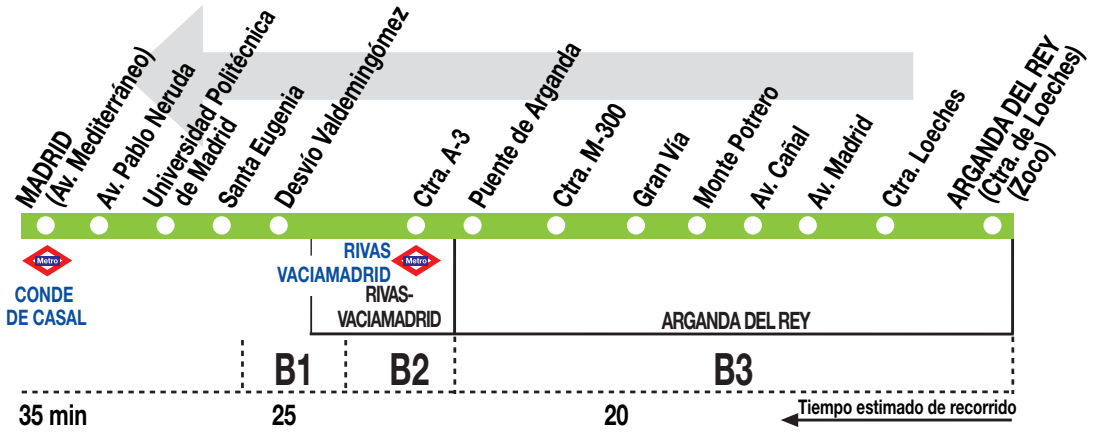 MADRID
(Av. Mediterráneo)
Av. Pablo Neruda
Universidad Politécnica
de Madrid
Santa Eugenia
Desvío Valdemingómez
Ctra. A-3
Puente de Arganda
Ctra. M-300
Gran Vía
Monte Potrero
Av. Cañal
Av. Madrid
Ctra. Loeches
ARGANDA DEL REY
(Ctra. de Loeches)
(Zoco)
Metro
CONDE
DE CASAL
RIVAS
VACIAMADRID
Metro
RIVAS-
VACIAMADRID
ARGANDA DEL REY
B1
B2
B3
35 min
25
20
Tiempo estimado de recorrido